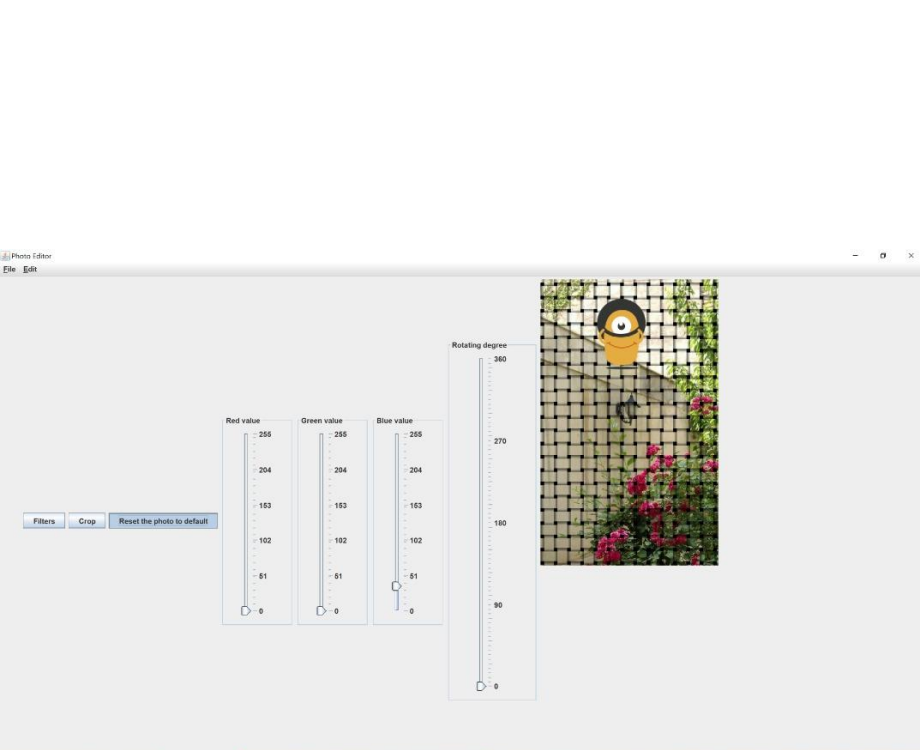 Photo Editor
File Edit
Rotating degree
360
270
180
90
0
Red value
255
204
153
102
51
0
Green value
255
204
153
102
51
0
Blue value
255
204
153
102
51
0
Filters
Crop
Reset the photo to default